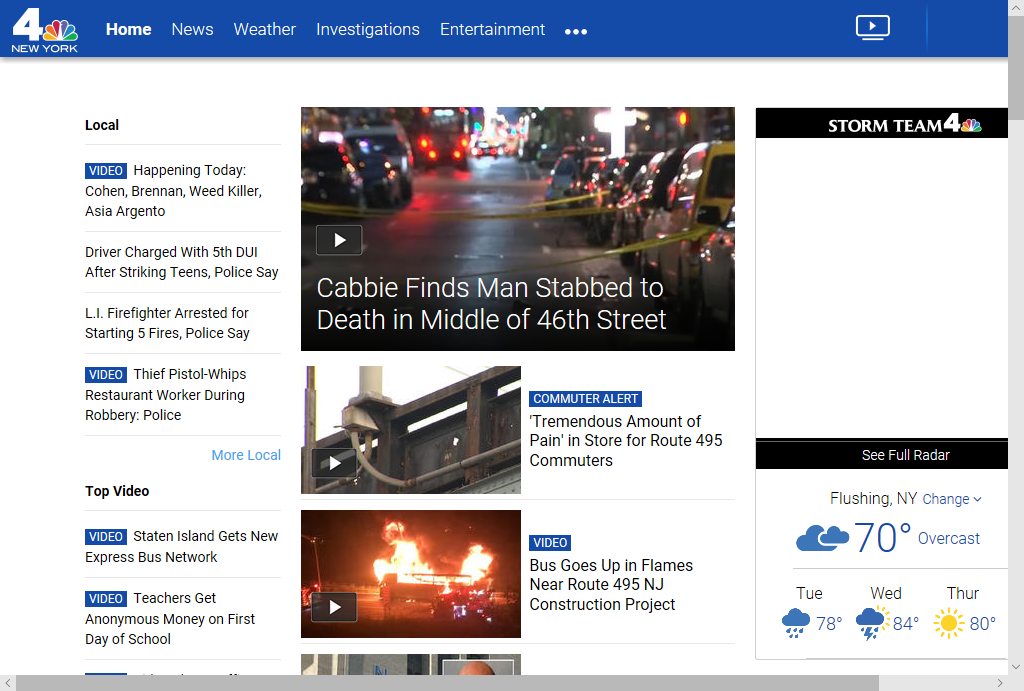 4
NEW YORK
Home News Weather Investigations Entertainment
Local
VIDEO Happening Today:
Cohen, Brennan, Weed Killer,
Asia Argento
Driver Charged With 5th DUI
After Striking Teens, Police Say
L.I. Firefighter Arrested for
Starting 5 Fires, Police Say
VIDEO Thief Pistol-Whips
Restaurant Worker During
Robbery: Police
More Local
Top Video
VIDEO Staten Island Gets New
Express Bus Network
VIDEO Teachers Get
Anonymous Money on First
Day of School
Cabbie Finds Man Stabbed to
Death in Middle of 46th Street
COMMUTER ALERT
'Tremendous Amount of
Pain' in Store for Route 495
Commuters
VIDEO
Bus Goes Up in Flames
Near Route 495 NJ
Construction Project
STORM TEAM 4
See Full Radar
Flushing, NY Change
70° Overcast
Tue Wed Thur
78° 84° 80°